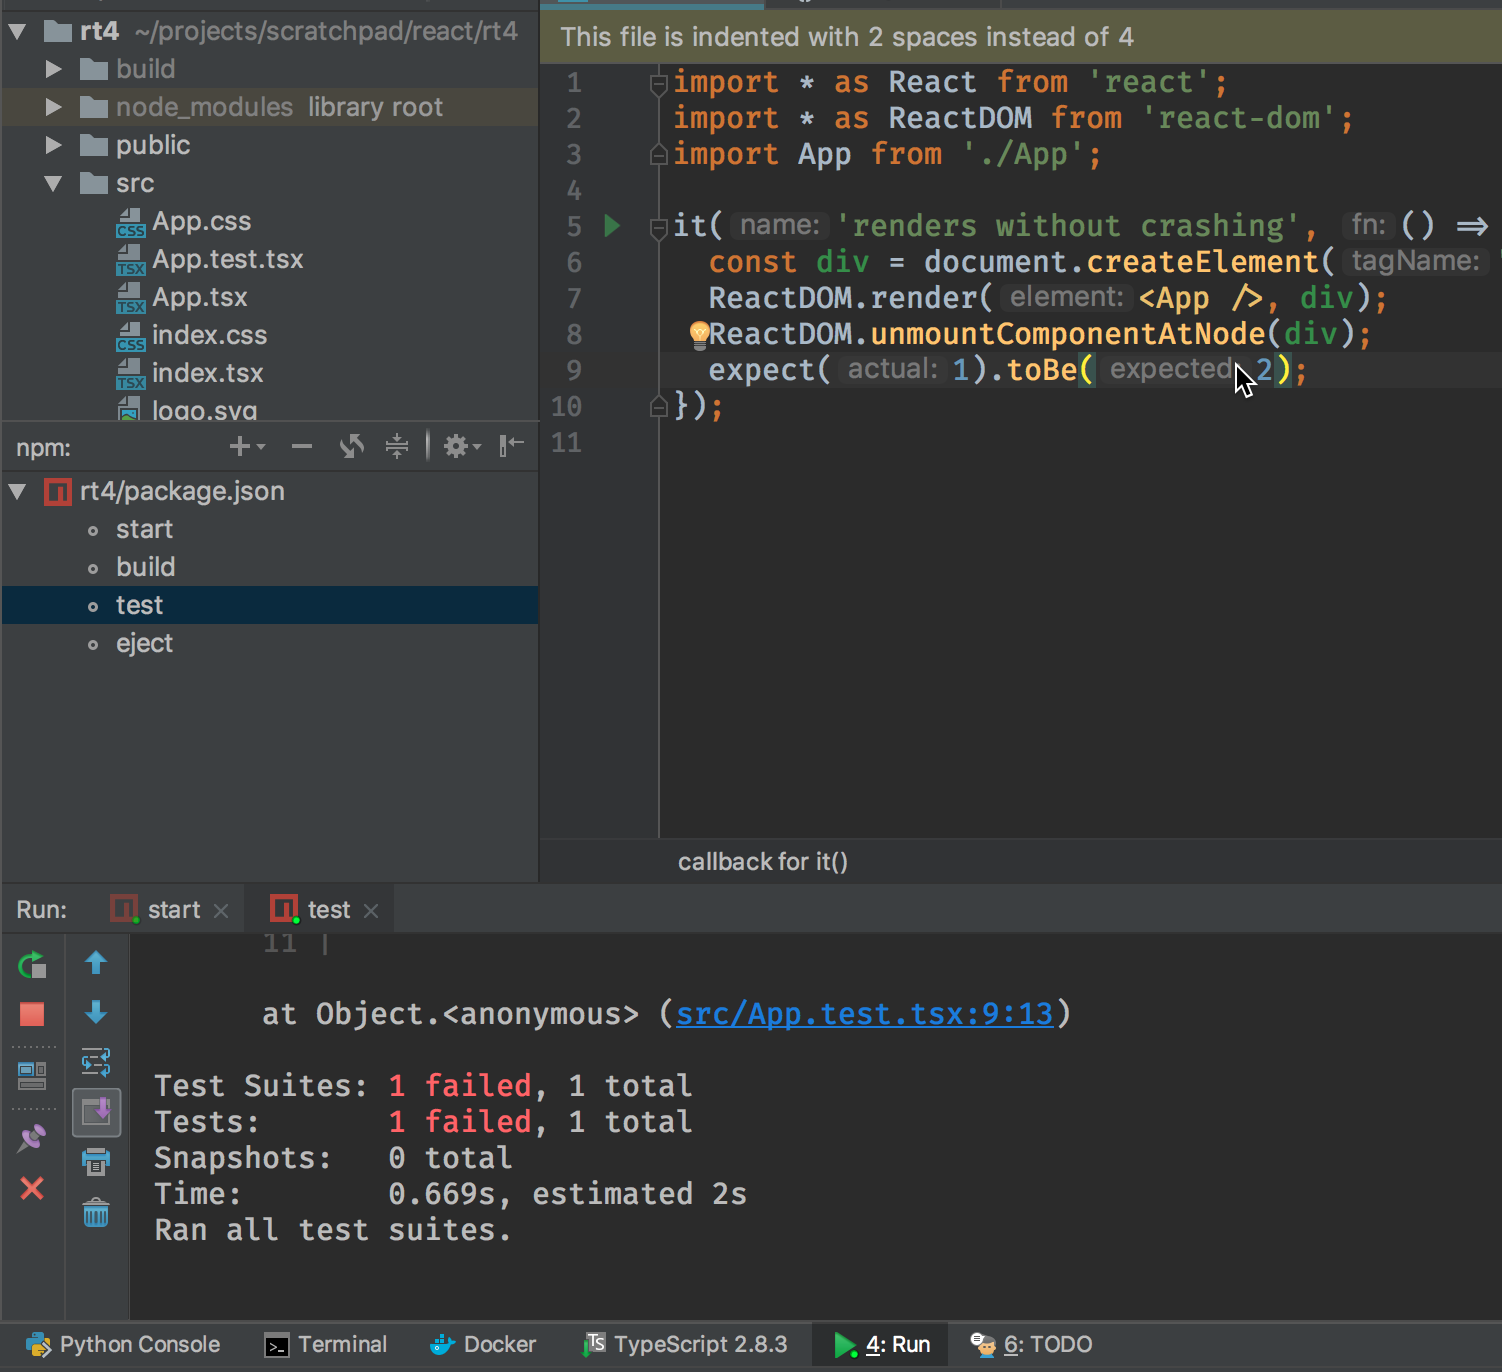 rt4 ~/projects/scratchpad/react/rt4
build
node_modules library root
public
src
App.css
App.test.tsx
App.tsx
index.css
index.tsx
logo.svg
npm:
rt4/package.json
start
build
test
eject
This file is indented with 2 spaces instead of 4
1 import * as React from 'react';
2 import * as ReactDOM from 'react-dom';
3 import App from './App';
4
5 it( name: 'renders without crashing', fn: () =>
6 const div = document.createElement( tagName: '
7 ReactDOM.render( element: <App />, div);
8 ReactDOM.unmountComponentAtNode(div);
9 expect( actual: 1).toBe( expected 2);
10 });
11
callback for it()
Run: start test
11 |
at Object.<anonymous> (src/App.test.tsx:9:13)
Test Suites: 1 failed, 1 total
Tests: 1 failed, 1 total
Snapshots: 0 total
Time: 0.669s, estimated 2s
Ran all test suites.
Python Console Terminal Docker TypeScript 2.8.3 4: Run 6: TODO